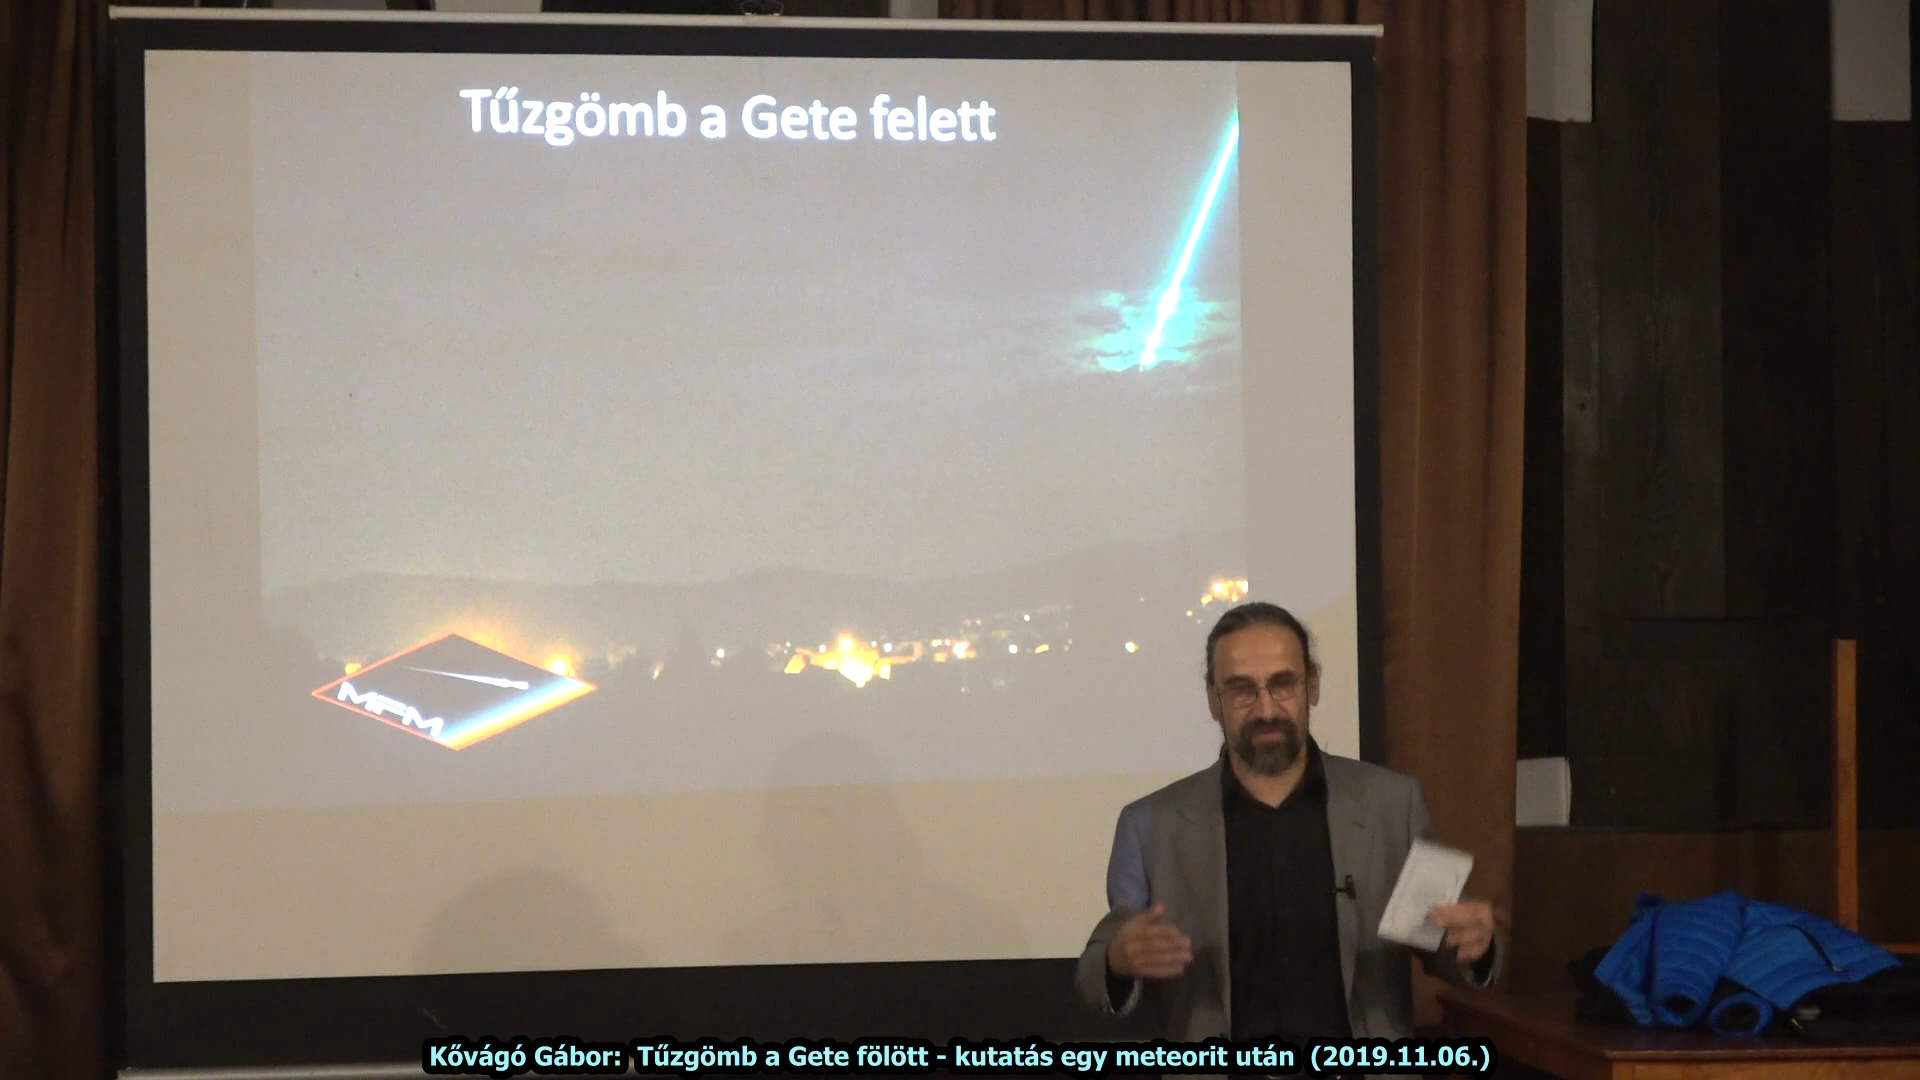 Tűzgömb a Gete felett
MFM
Kővágó Gábor: Tűzgömb a Gete fölött - kutatás egy meteorit után (2019.11.06.)